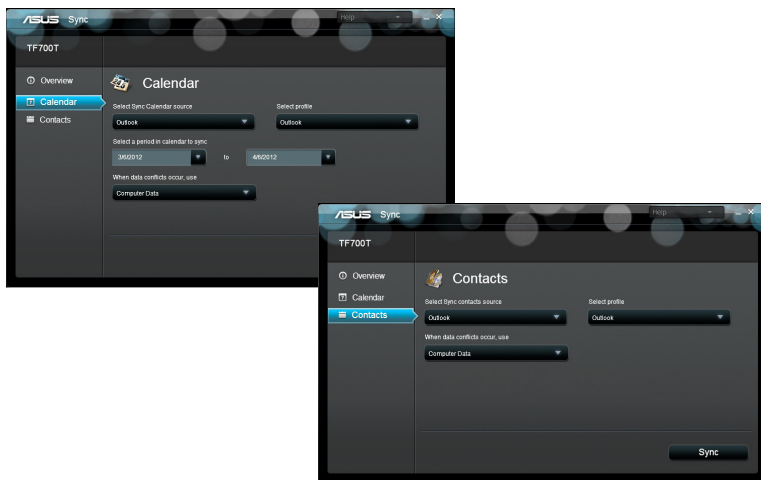 ASUS Sync
Help
TF700T
Overview
Calendar
Contacts
Calendar
Select Sync Calendar source
Select profile
Outlook
Outlook
Select a period in calendar to sync
3/6/2012 to 4/6/2012
When data conflicts occur, use
Computer Data
ASUS Sync
Help
TF700T
Overview
Calendar
Contacts
Contacts
Select Sync contacts source
Select profile
Outlook
Outlook
When data conflicts occur, use
Computer Data
Sync